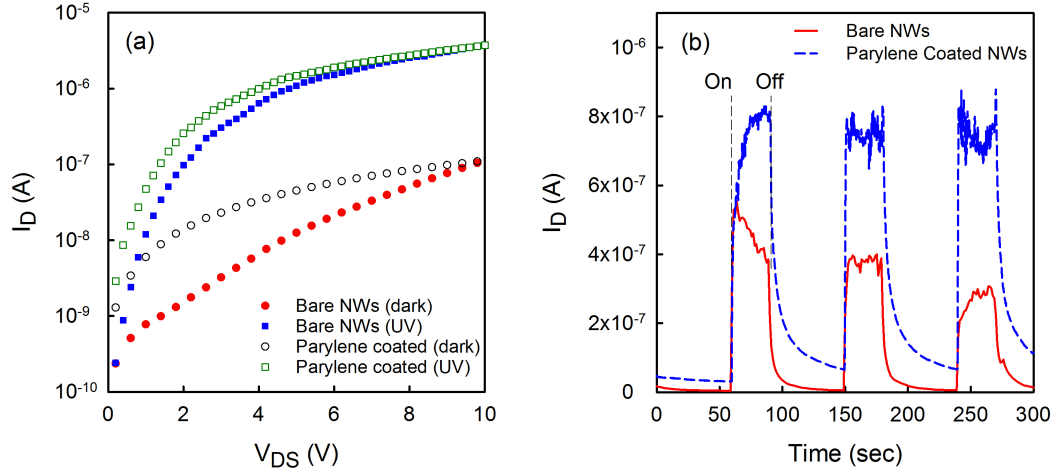 (a)
I_D (A)
10^-5
10^-6
10^-7
10^-8
10^-9
10^-10
Bare NWs (dark)
Bare NWs (UV)
Parylene coated (dark)
Parylene coated (UV)
0 2 4 6 8 10
V_DS (V)
(b)
Bare NWs
Parylene Coated NWs
On Off
I_D (A)
10^-6
8x10^-7
6x10^-7
4x10^-7
2x10^-7
0
0 50 100 150 200 250 300
Time (sec)